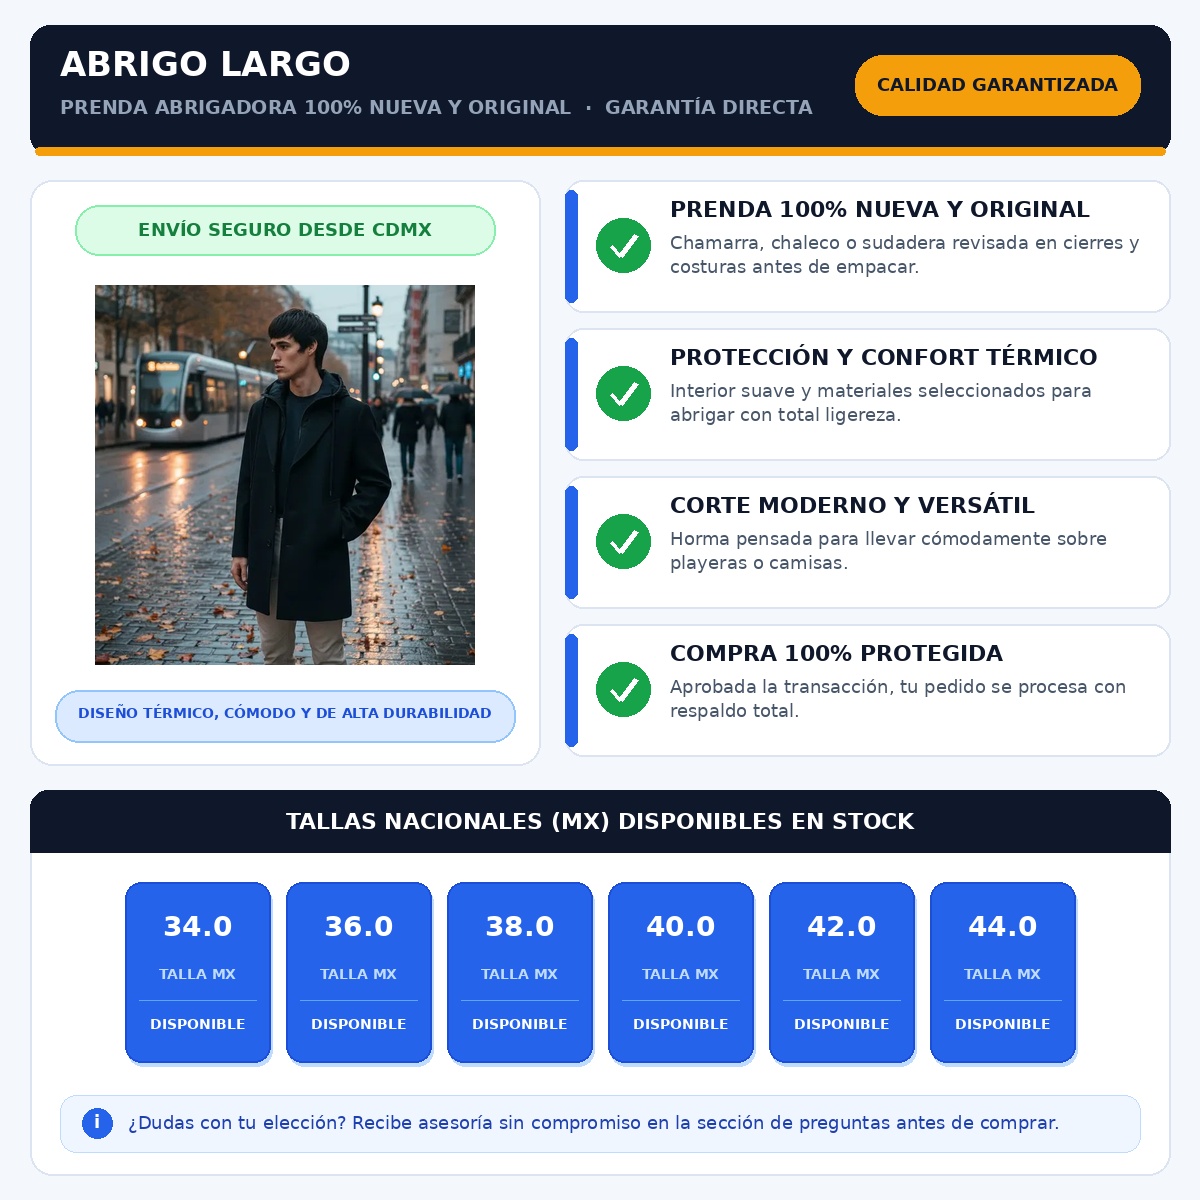 ABRIGO LARGO
PRENDA ABRIGADORA 100% NUEVA Y ORIGINAL · GARANTÍA DIRECTA
CALIDAD GARANTIZADA
ENVÍO SEGURO DESDE CDMX
DISEÑO TÉRMICO, CÓMODO Y DE ALTA DURABILIDAD
PRENDA 100% NUEVA Y ORIGINAL
Chamarra, chaleco o sudadera revisada en cierres y
costuras antes de empacar.
PROTECCIÓN Y CONFORT TÉRMICO
Interior suave y materiales seleccionados para
abrigar con total ligereza.
CORTE MODERNO Y VERSÁTIL
Horma pensada para llevar cómodamente sobre
playeras o camisas.
COMPRA 100% PROTEGIDA
Aprobada la transacción, tu pedido se procesa con
respaldo total.
TALLAS NACIONALES (MX) DISPONIBLES EN STOCK
34.0 36.0 38.0 40.0 42.0 44.0
TALLA MX TALLA MX TALLA MX TALLA MX TALLA MX TALLA MX
DISPONIBLE DISPONIBLE DISPONIBLE DISPONIBLE DISPONIBLE DISPONIBLE
i ¿Dudas con tu elección? Recibe asesoría sin compromiso en la sección de preguntas antes de comprar.